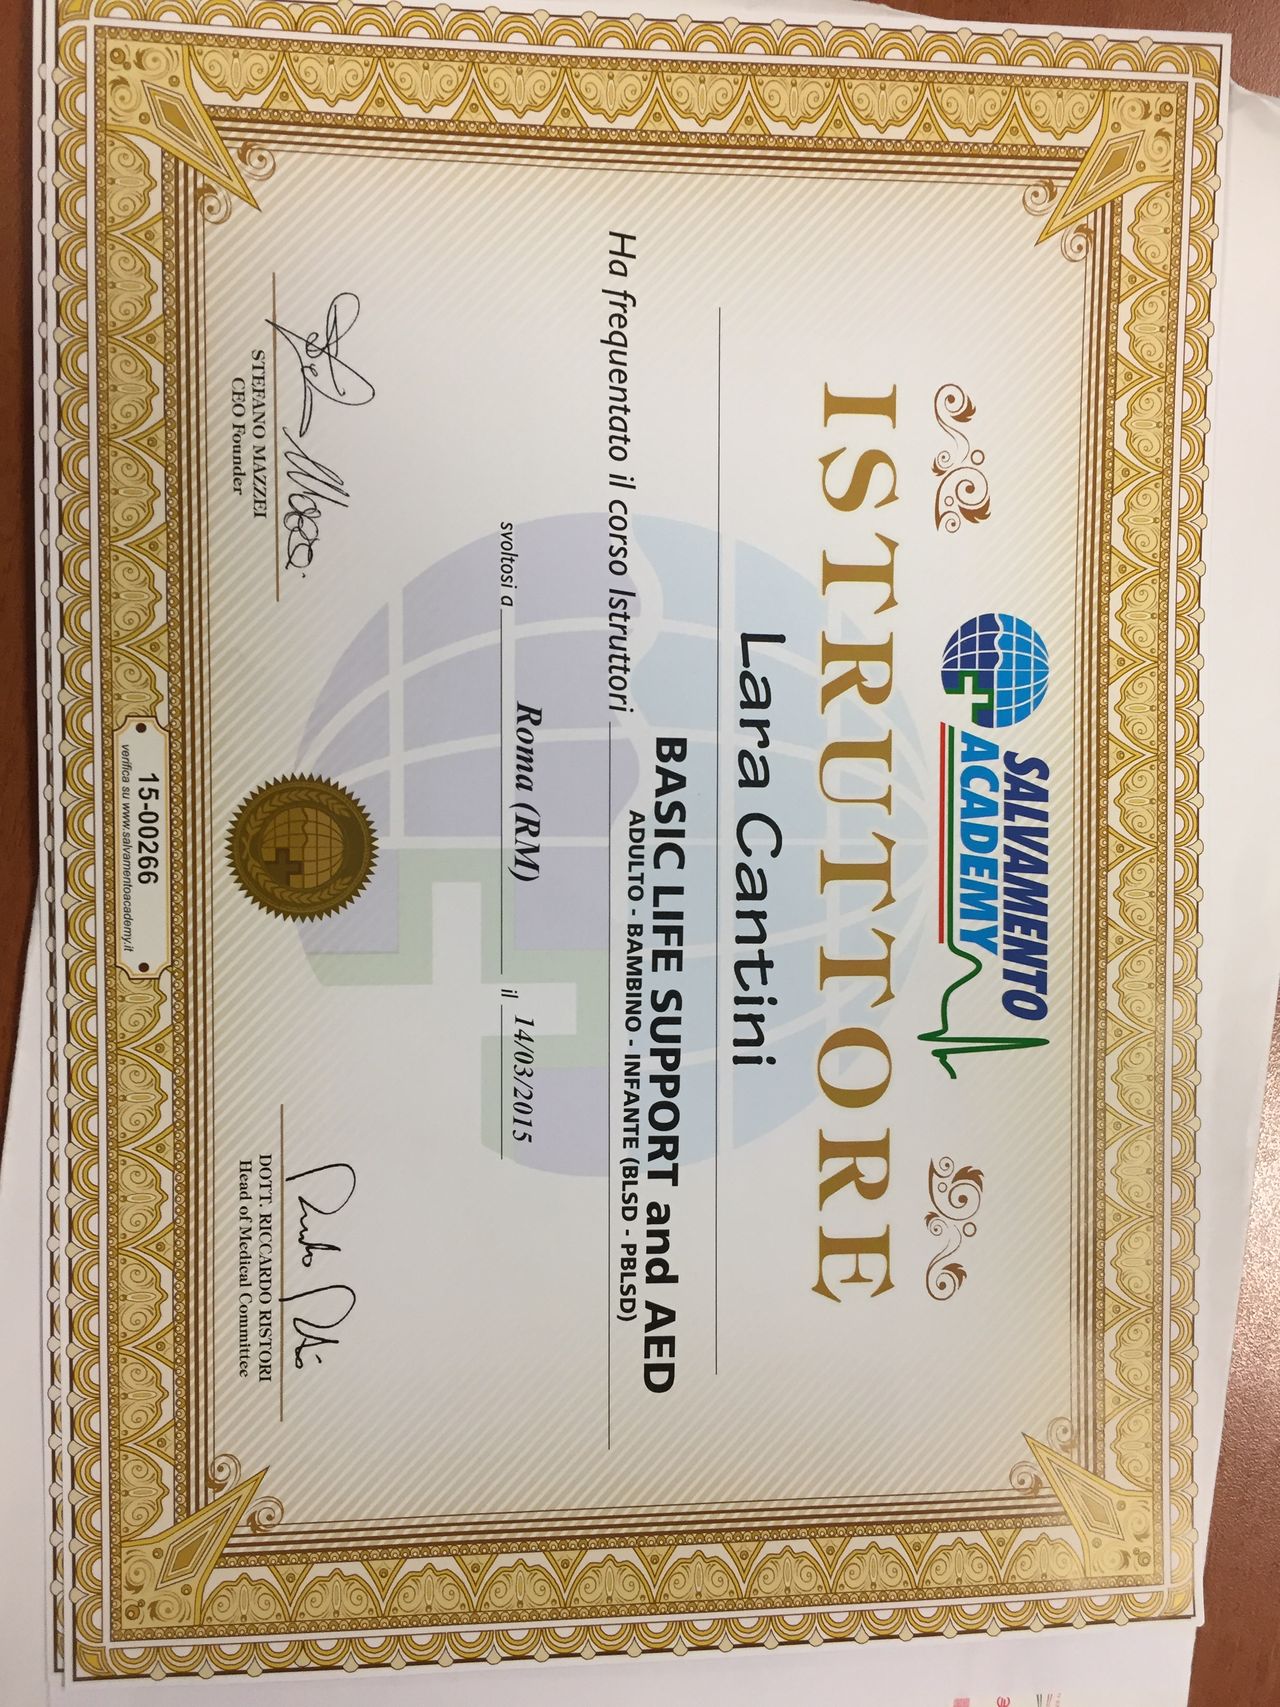 SALVAMENTO
ACADEMY
ISTRUTTORE
Lara Cantini
Ha frequentato il corso Istruttori
BASIC LIFE SUPPORT and AED
ADULTO - BAMBINO - INFANTE (BLSD - PBLSD)
svoltosi a Roma (RM) il 14/03/2015
STEFANO MAZZEI
CEO Founder
DOTT. RICCARDO RISTORI
Head of Medical Committee
15-00266
verifica su www.salvamentoacademy.it